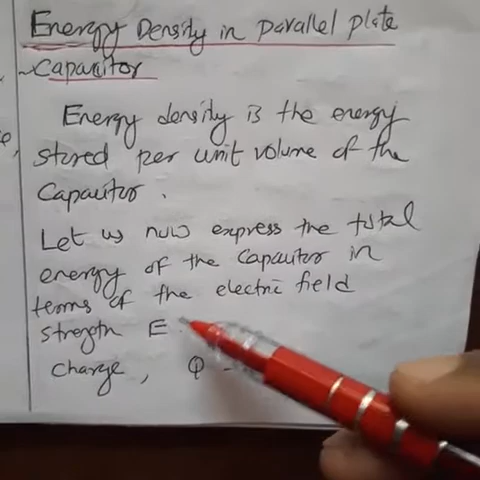 Energy Density in parallel plate
Capacitor
Energy density is the energy
stored per unit volume of the
Capacitor.
Let us now express the total
energy of the capacitor in
terms of the electric field
strength E.
Charge, Q -